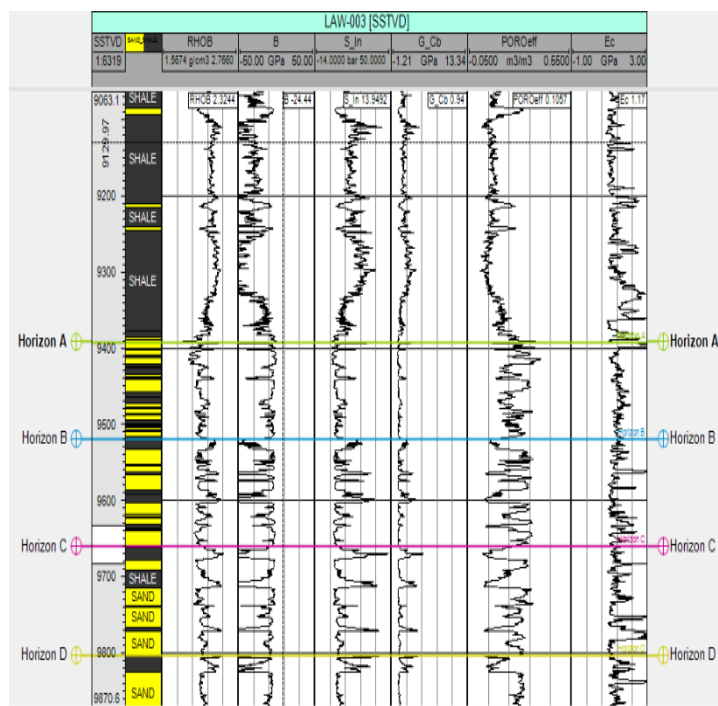 LAW-003 [SSTVD]
SSTVD RHOB B S_In G_Cb POROeff Ec
1:6319 1.5674 g/cm3 2.7660 -50.00 GPa 50.00 -14.0000 bar 50.0000 -1.21 GPa 13.34 -0.0500 m3/m3 0.5500 -1.00 GPa 3.00
9063.1 SHALE RHOB 2.3244 B -24.44 S_In 13.9492 G_Cb 0.94 POROeff 0.1057 Ec 1.17
9129.97
SHALE
9200
SHALE
9300
SHALE
Horizon A Horizon A Horizon A
9400
9500
Horizon B Horizon B Horizon B
9600
Horizon C Horizon C Horizon C
9700 SHALE
SAND
SAND
SAND
Horizon D 9800 Horizon D
9870.6 SAND